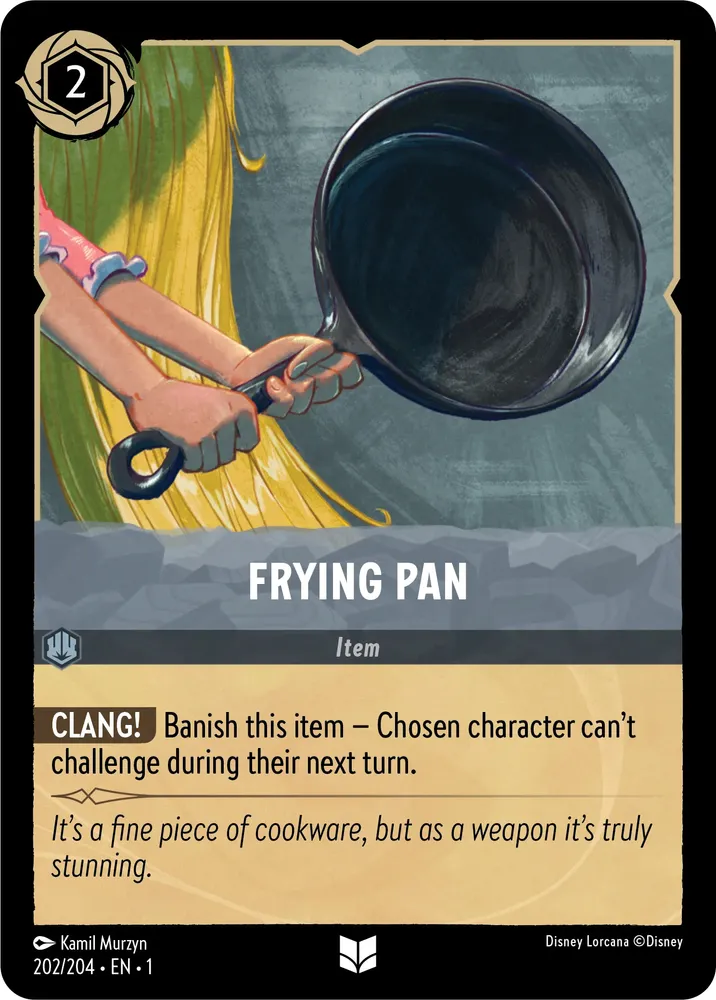 2
FRYING PAN
Item
CLANG! Banish this item – Chosen character can't
challenge during their next turn.
It's a fine piece of cookware, but as a weapon it's truly
stunning.
Kamil Murzyn
Disney Lorcana ©Disney
202/204 • EN • 1